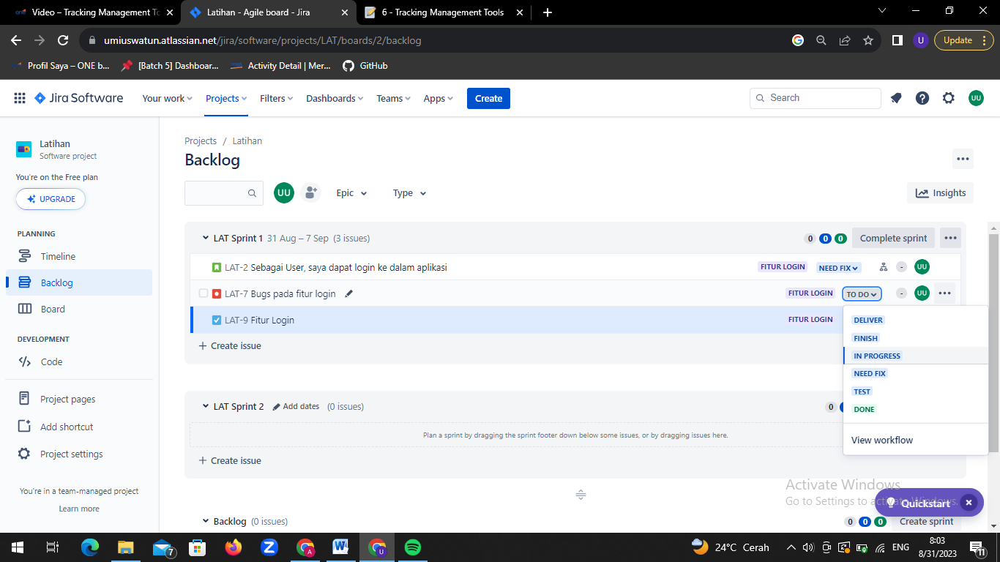 Video – Tracking Management To
Latihan - Agile board - Jira
6 - Tracking Management Tools
umiuswatun.atlassian.net/jira/software/projects/LAT/boards/2/backlog
U
Update
Profil Saya – ONE b...
[Batch 5] Dashboar...
Activity Detail | Mer...
GitHub
Jira Software
Your work
Projects
Filters
Dashboards
Teams
Apps
Create
Search
UU
Latihan
Software project
You're on the Free plan
UPGRADE
PLANNING
Timeline
Backlog
Board
DEVELOPMENT
Code
Project pages
Add shortcut
Project settings
You're in a team-managed project
Learn more
Projects / Latihan
Backlog
UU
Epic
Type
Insights
LAT Sprint 1 31 Aug – 7 Sep (3 issues)
0 0 0 Complete sprint
LAT-2 Sebagai User, saya dapat login ke dalam aplikasi FITUR LOGIN NEED FIX - UU
LAT-7 Bugs pada fitur login FITUR LOGIN TO DO - UU
LAT-9 Fitur Login FITUR LOGIN
+ Create issue
DELIVER
FINISH
IN PROGRESS
NEED FIX
TEST
DONE
View workflow
LAT Sprint 2 Add dates (0 issues) 0
Plan a sprint by dragging the sprint footer down below some issues, or by dragging issues here.
+ Create issue
Activate Windows
Go to Settings to activate Windows.
Quickstart
Backlog (0 issues) 0 0 0 Create sprint
7
A
U
24°C Cerah
ENG
8:03
8/31/2023
11